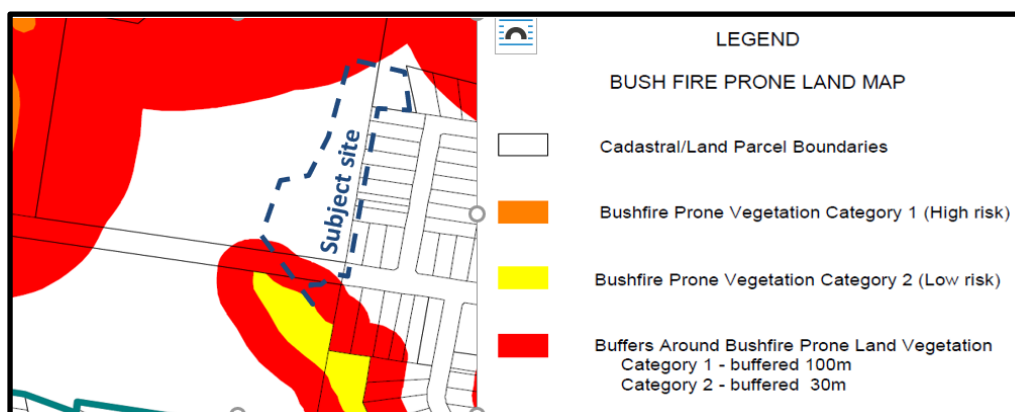 Subject site
LEGEND
BUSH FIRE PRONE LAND MAP
Cadastral/Land Parcel Boundaries
Bushfire Prone Vegetation Category 1 (High risk)
Bushfire Prone Vegetation Category 2 (Low risk)
Buffers Around Bushfire Prone Land Vegetation
Category 1 - buffered 100m
Category 2 - buffered 30m